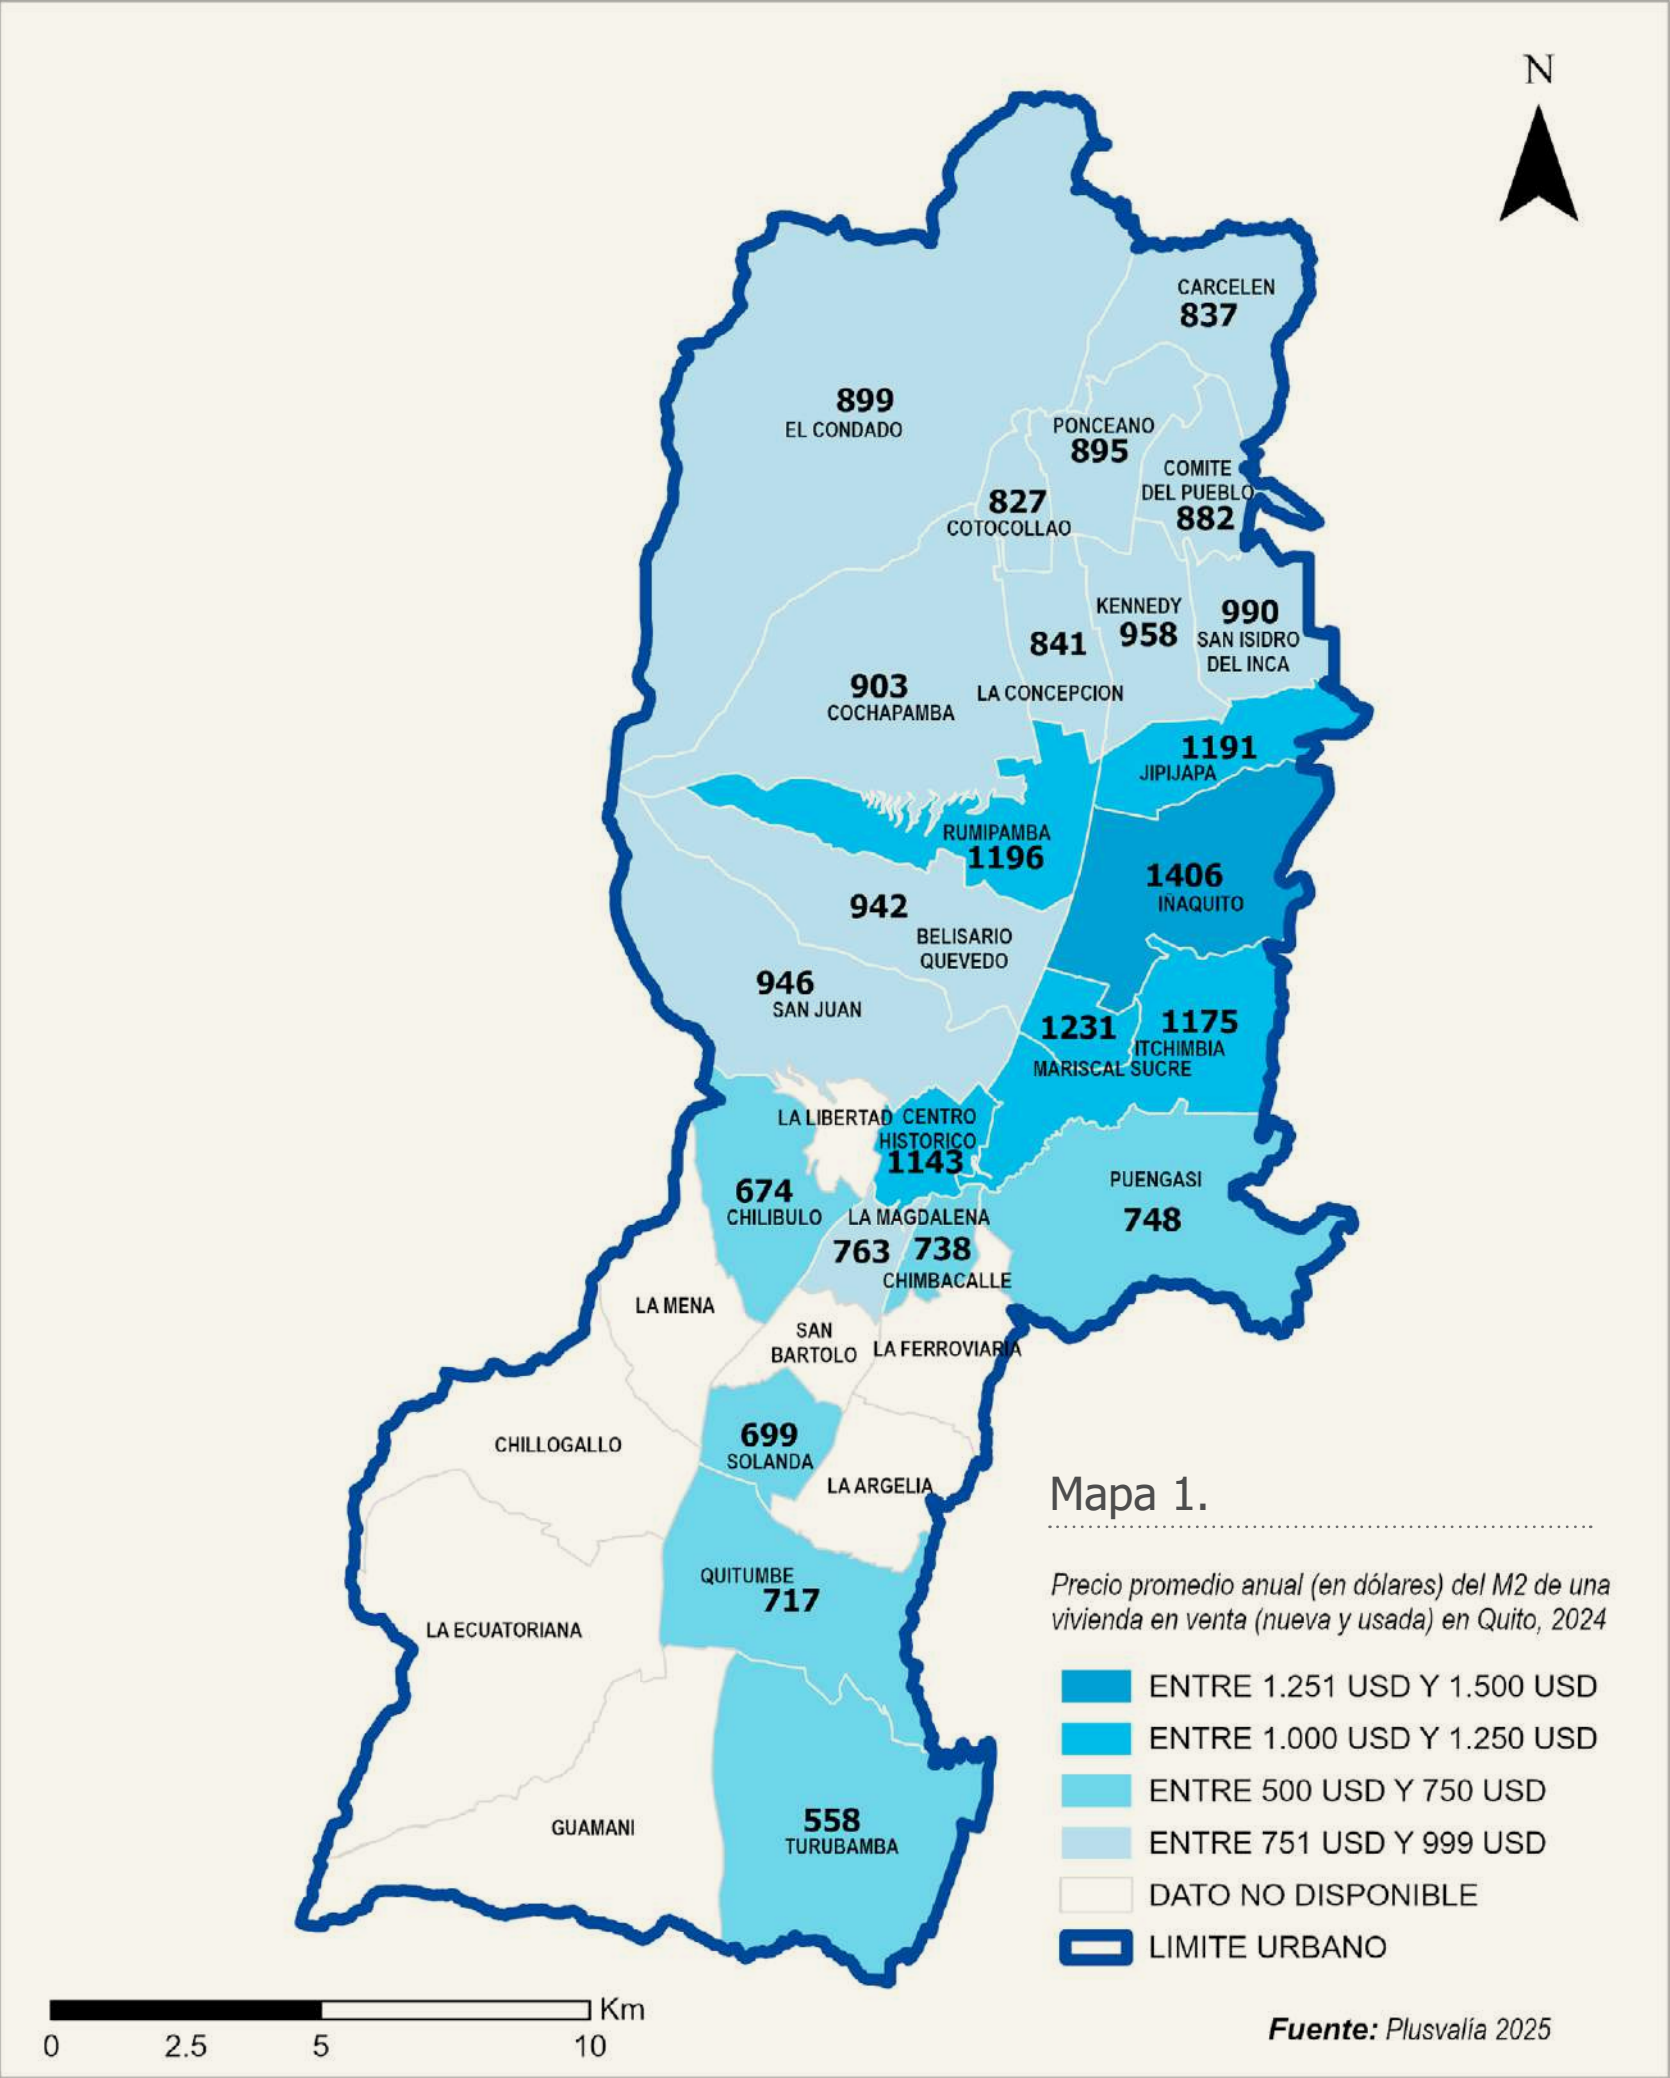 N
CARCELEN
837
899
EL CONDADO
PONCEANO
895
COMITE
DEL PUEBLO
882
827
COTOCOLLAO
KENNEDY
958
990
SAN ISIDRO
DEL INCA
841
LA CONCEPCION
903
COCHAPAMBA
1191
JIPIJAPA
RUMIPAMBA
1196
1406
IÑAQUITO
942
BELISARIO
QUEVEDO
946
SAN JUAN
1231
MARISCAL SUCRE
1175
ITCHIMBIA
LA LIBERTAD
CENTRO
HISTORICO
1143
PUENGASI
748
674
CHILIBULO
LA MAGDALENA
763
738
CHIMBACALLE
LA MENA
SAN
BARTOLO
LA FERROVIARIA
699
SOLANDA
CHILLOGALLO
LA ARGELIA
QUITUMBE
717
LA ECUATORIANA
GUAMANI
558
TURUBAMBA
Mapa 1.
Precio promedio anual (en dólares) del M2 de una
vivienda en venta (nueva y usada) en Quito, 2024
ENTRE 1.251 USD Y 1.500 USD
ENTRE 1.000 USD Y 1.250 USD
ENTRE 500 USD Y 750 USD
ENTRE 751 USD Y 999 USD
DATO NO DISPONIBLE
LIMITE URBANO
Km
0 2.5 5 10
Fuente: Plusvalía 2025